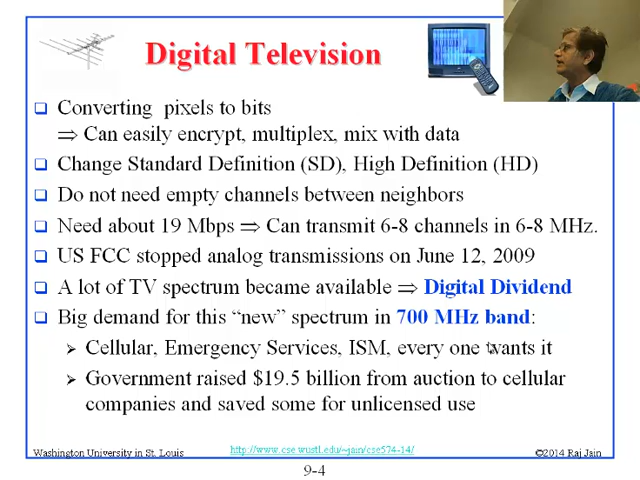 Digital Television
❑ Converting pixels to bits
⇒ Can easily encrypt, multiplex, mix with data
❑ Change Standard Definition (SD), High Definition (HD)
❑ Do not need empty channels between neighbors
❑ Need about 19 Mbps ⇒ Can transmit 6-8 channels in 6-8 MHz.
❑ US FCC stopped analog transmissions on June 12, 2009
❑ A lot of TV spectrum became available ⇒ Digital Dividend
❑ Big demand for this “new” spectrum in 700 MHz band:
➢ Cellular, Emergency Services, ISM, every one wants it
➢ Government raised $19.5 billion from auction to cellular
companies and saved some for unlicensed use
Washington University in St. Louis
http://www.cse.wustl.edu/~jain/cse574-14/
©2014 Raj Jain
9-4